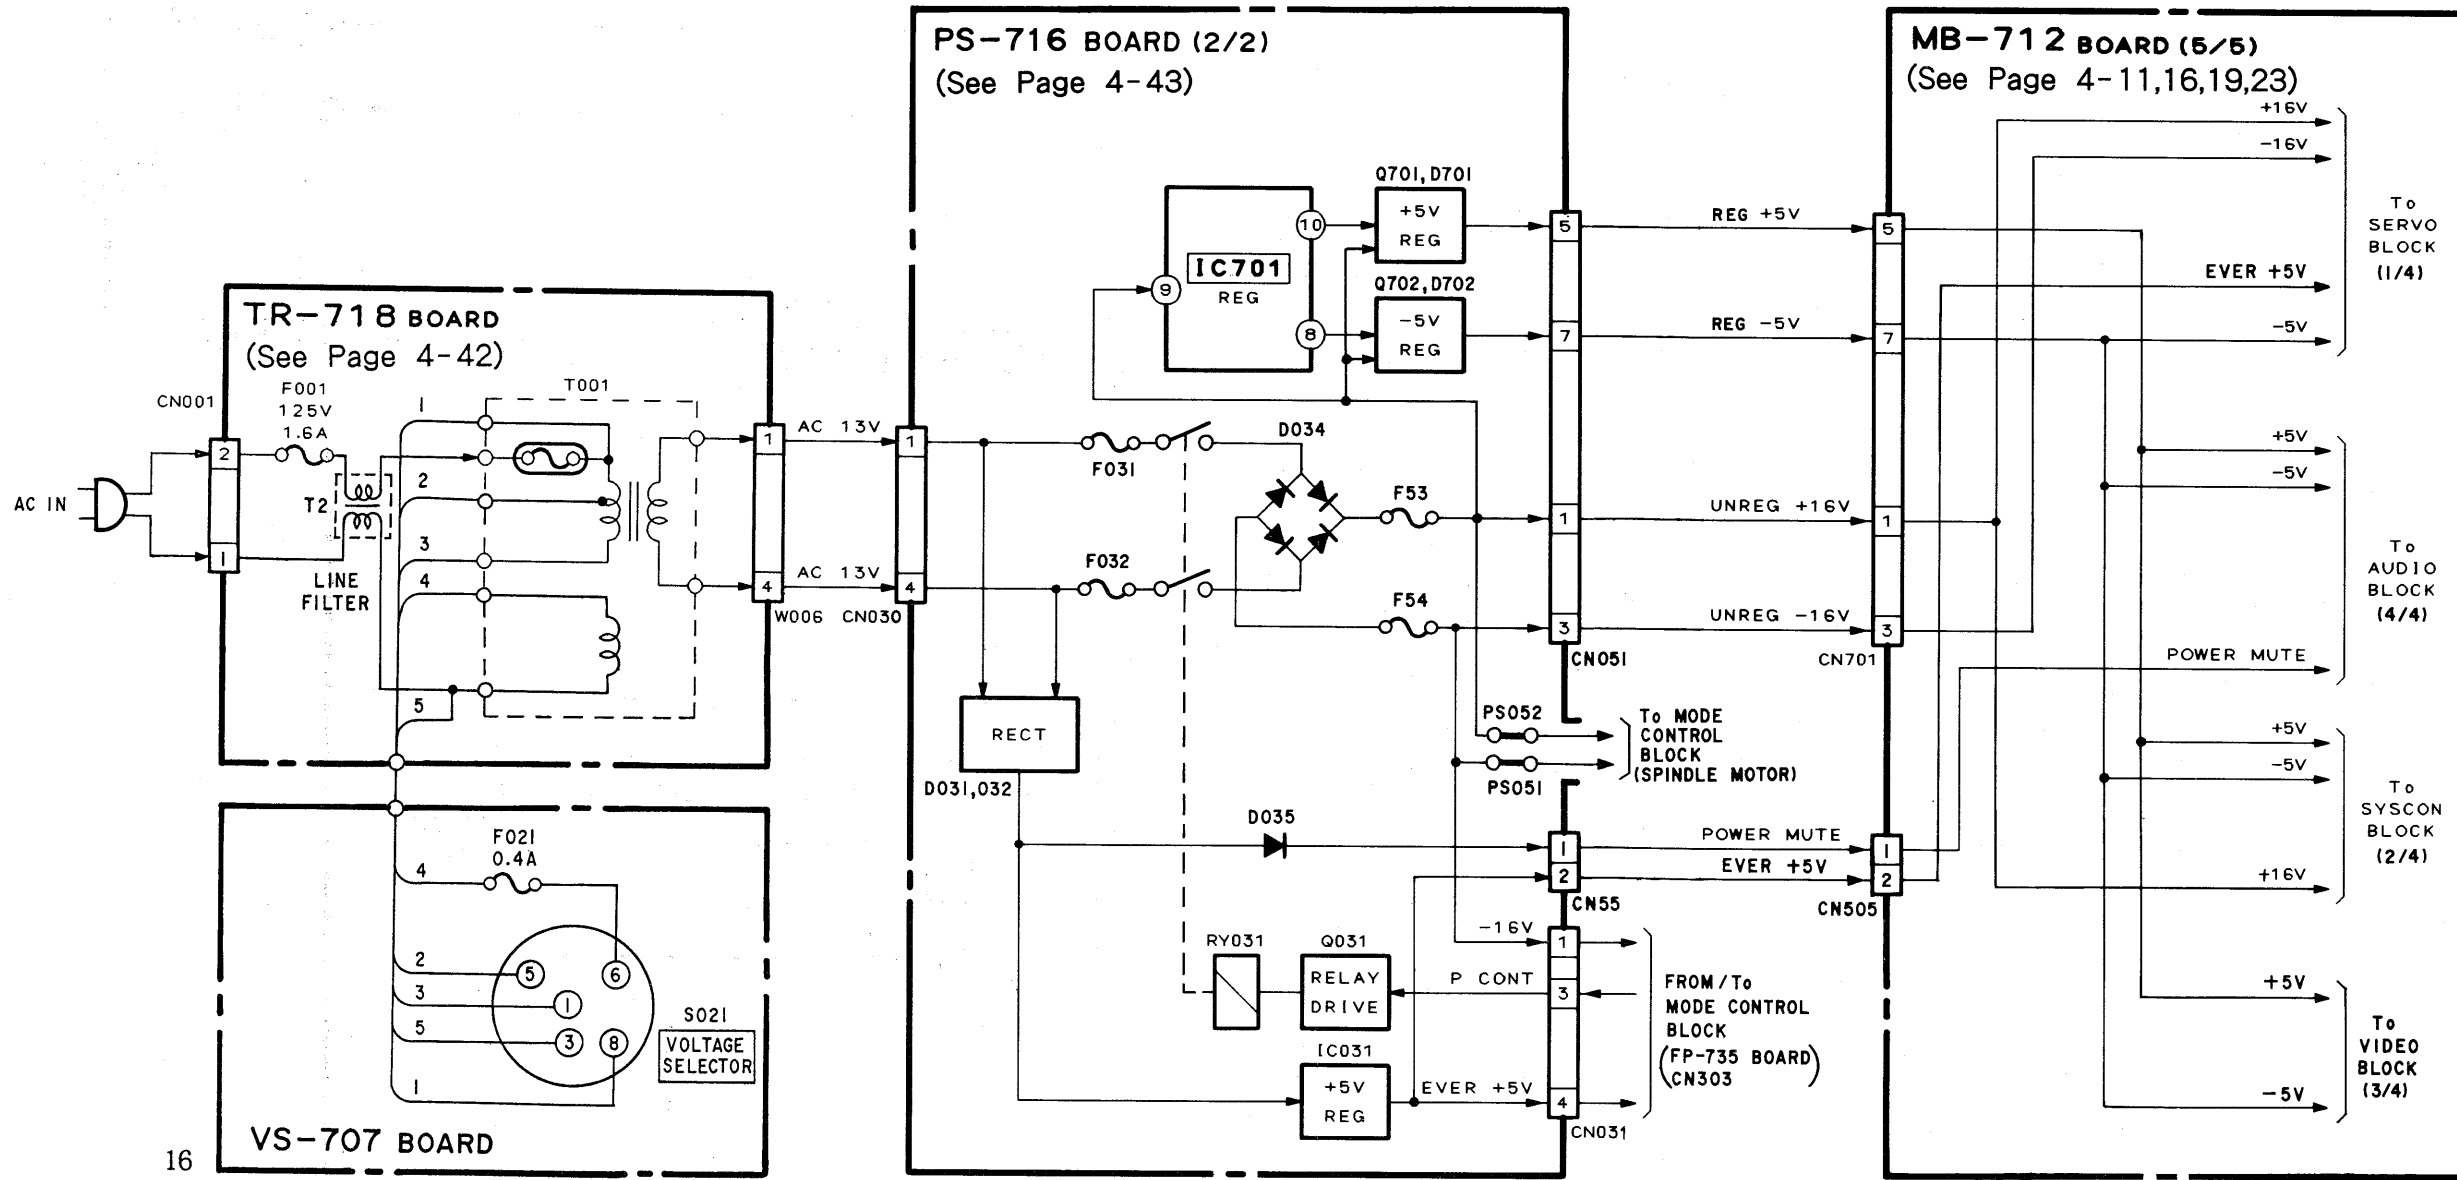 PS-716 BOARD (2/2)
(See Page 4-43)
MB-712 BOARD (5/5)
(See Page 4-11,16,19,23)
+16V
-16V
To
SERVO
BLOCK
(1/4)
EVER +5V
-5V
Q701, D701
+5V
REG
10
IC701
REG
9
8
Q702, D702
-5V
REG
5
REG +5V
5
7
REG -5V
7
TR-718 BOARD
(See Page 4-42)
CN001
F001
125V
1.6A
T001
1
2
3
4
5
2
1
AC IN
T2
LINE
FILTER
1
AC 13V
1
4
AC 13V
4
W006
CN030
F031
F032
D034
F53
F54
1
UNREG +16V
1
3
UNREG -16V
3
CN051
CN701
+5V
-5V
To
AUDIO
BLOCK
(4/4)
POWER MUTE
RECT
D031,032
PS052
PS051
To MODE
CONTROL
BLOCK
(SPINDLE MOTOR)
+5V
-5V
To
SYSCON
BLOCK
(2/4)
+16V
D035
1
POWER MUTE
1
2
EVER +5V
2
CN55
CN505
F021
0.4A
4
2
3
5
1
5
6
1
3
8
S021
VOLTAGE
SELECTOR
VS-707 BOARD
RY031
Q031
RELAY
DRIVE
-16V
1
P CONT
3
FROM/To
MODE CONTROL
BLOCK
(FP-735 BOARD)
CN303
IC031
+5V
REG
EVER +5V
4
CN031
+5V
To
VIDEO
BLOCK
(3/4)
-5V
16